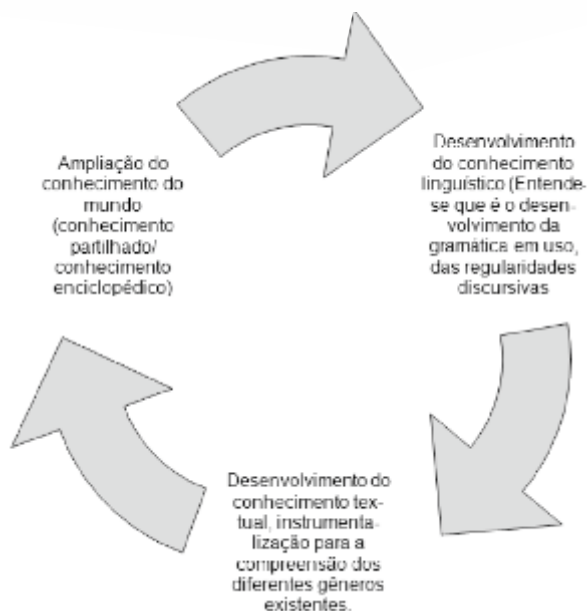 Ampliação do
conhecimento do
mundo
(conhecimento
partilhado/
conhecimento
enciclopédico)
Desenvolvimento
do conhecimento
linguístico (Entende-
se que é o desen-
volvimento da
gramática em uso,
das regularidades
discursivas
Desenvolvimento do
conhecimento tex-
tual, instrumenta-
lização para a
compreensão dos
diferentes gêneros
existentes.